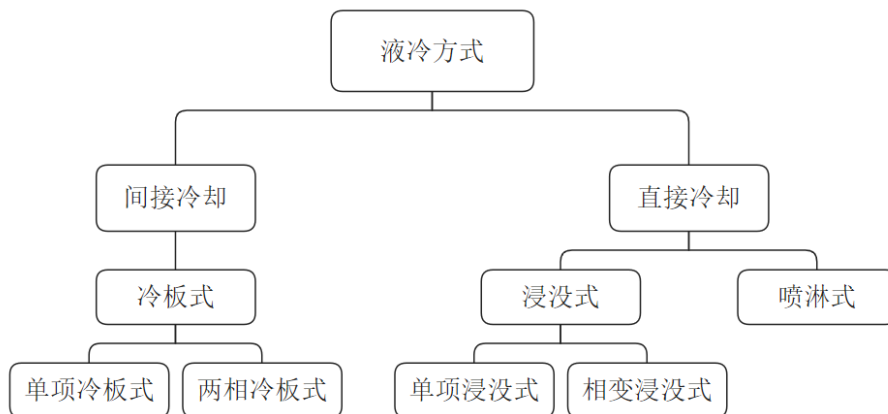 液冷方式
间接冷却
直接冷却
冷板式
浸没式
喷淋式
单项冷板式
两相冷板式
单项浸没式
相变浸没式